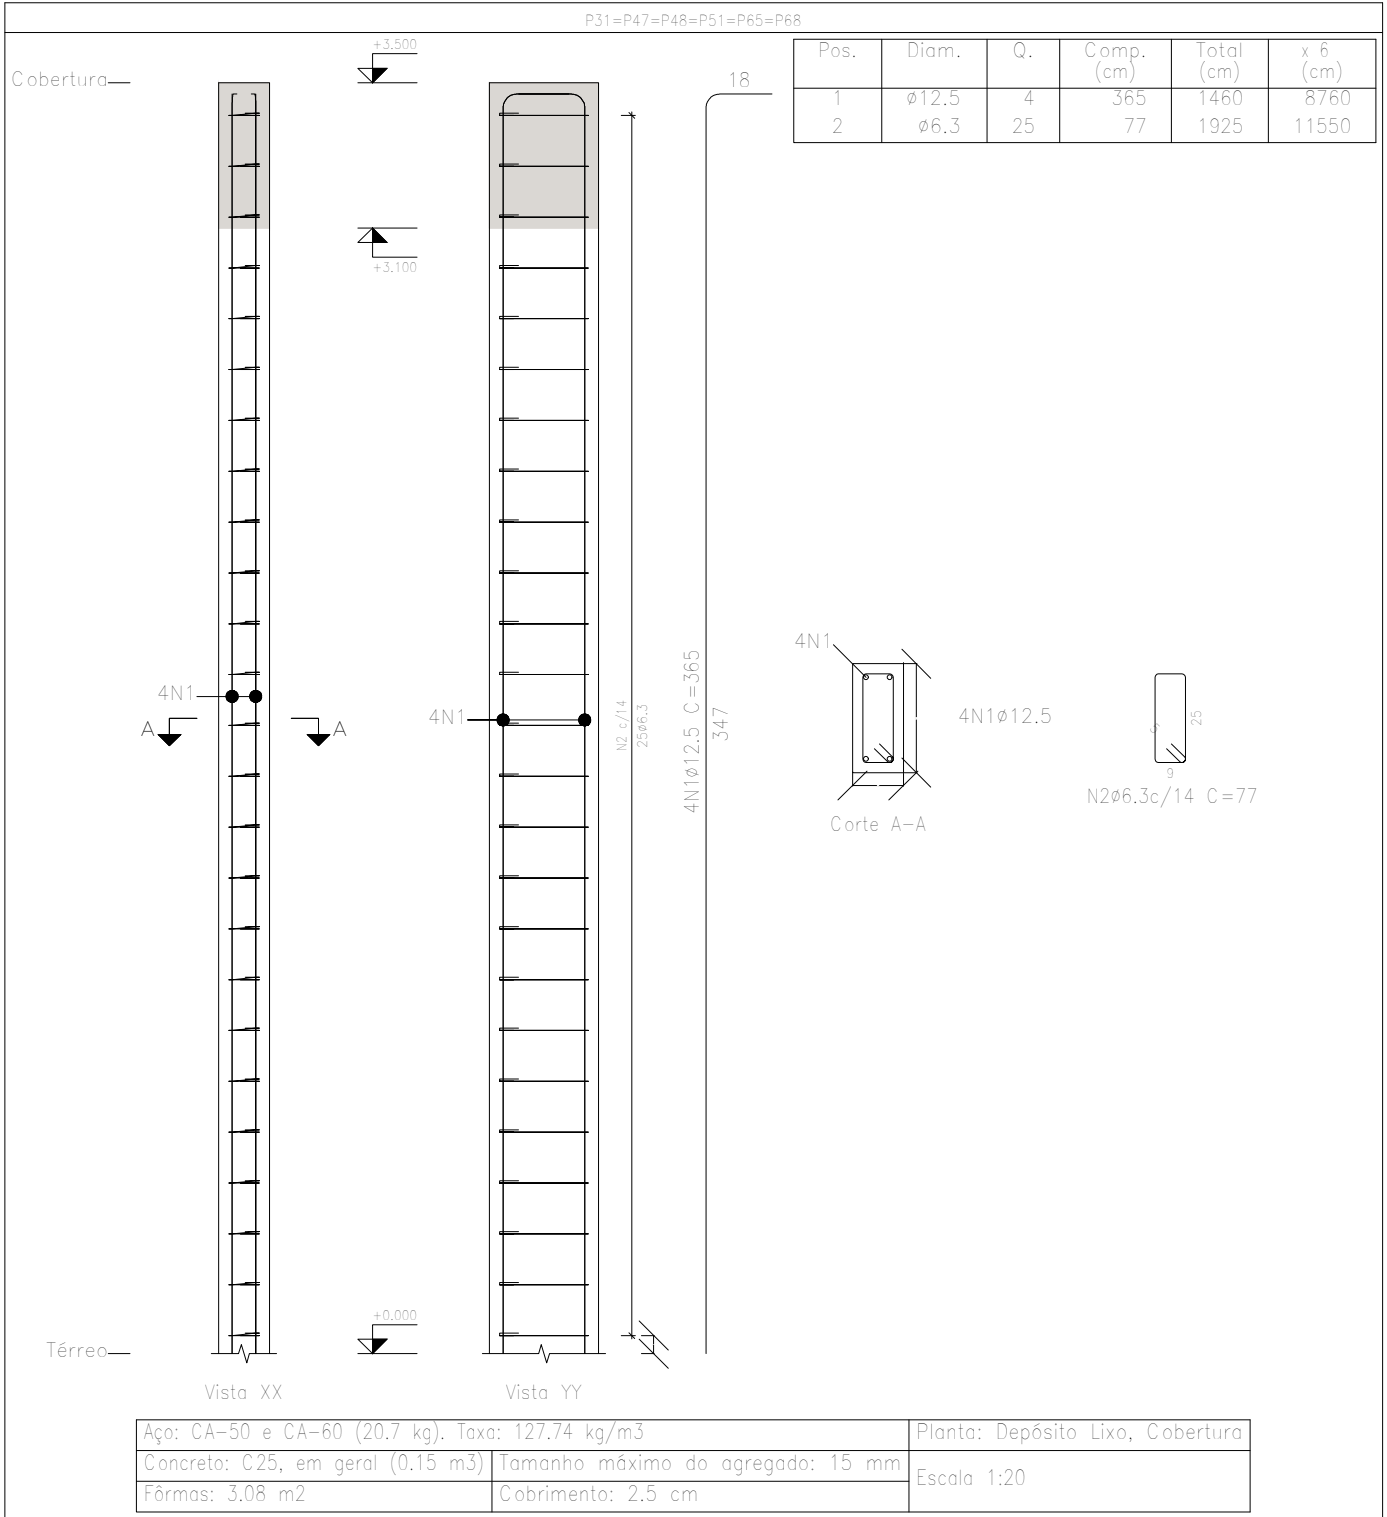 P31=P47=P48=P51=P65=P68
Pos. Diam. Q. Comp. (cm) Total (cm) x 6 (cm)
1 ø12.5 4 365 1460 8760
2 ø6.3 25 77 1925 11550
+3.500
Cobertura
18
+3.100
4N1
4N1
A A
N2 c/14
25ø6.3
4N1ø12.5 C=365
347
4N1
4N1ø12.5
Corte A-A
5
25
9
N2ø6.3c/14 C=77
+0.000
Térreo
Vista XX
Vista YY
Aço: CA-50 e CA-60 (20.7 kg). Taxa: 127.74 kg/m3
Planta: Depósito Lixo, Cobertura
Concreto: C25, em geral (0.15 m3)
Tamanho máximo do agregado: 15 mm
Escala 1:20
Fôrmas: 3.08 m2
Cobrimento: 2.5 cm